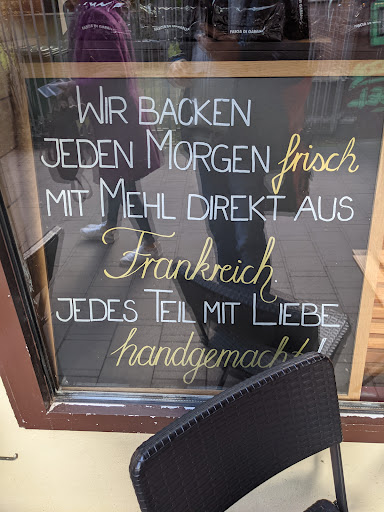 WIR BACKEN
JEDEN MORGEN frisch
MIT MEHL DIREKT AUS
Frankreich.
JEDES TEIL MIT LIEBE
handgemacht!